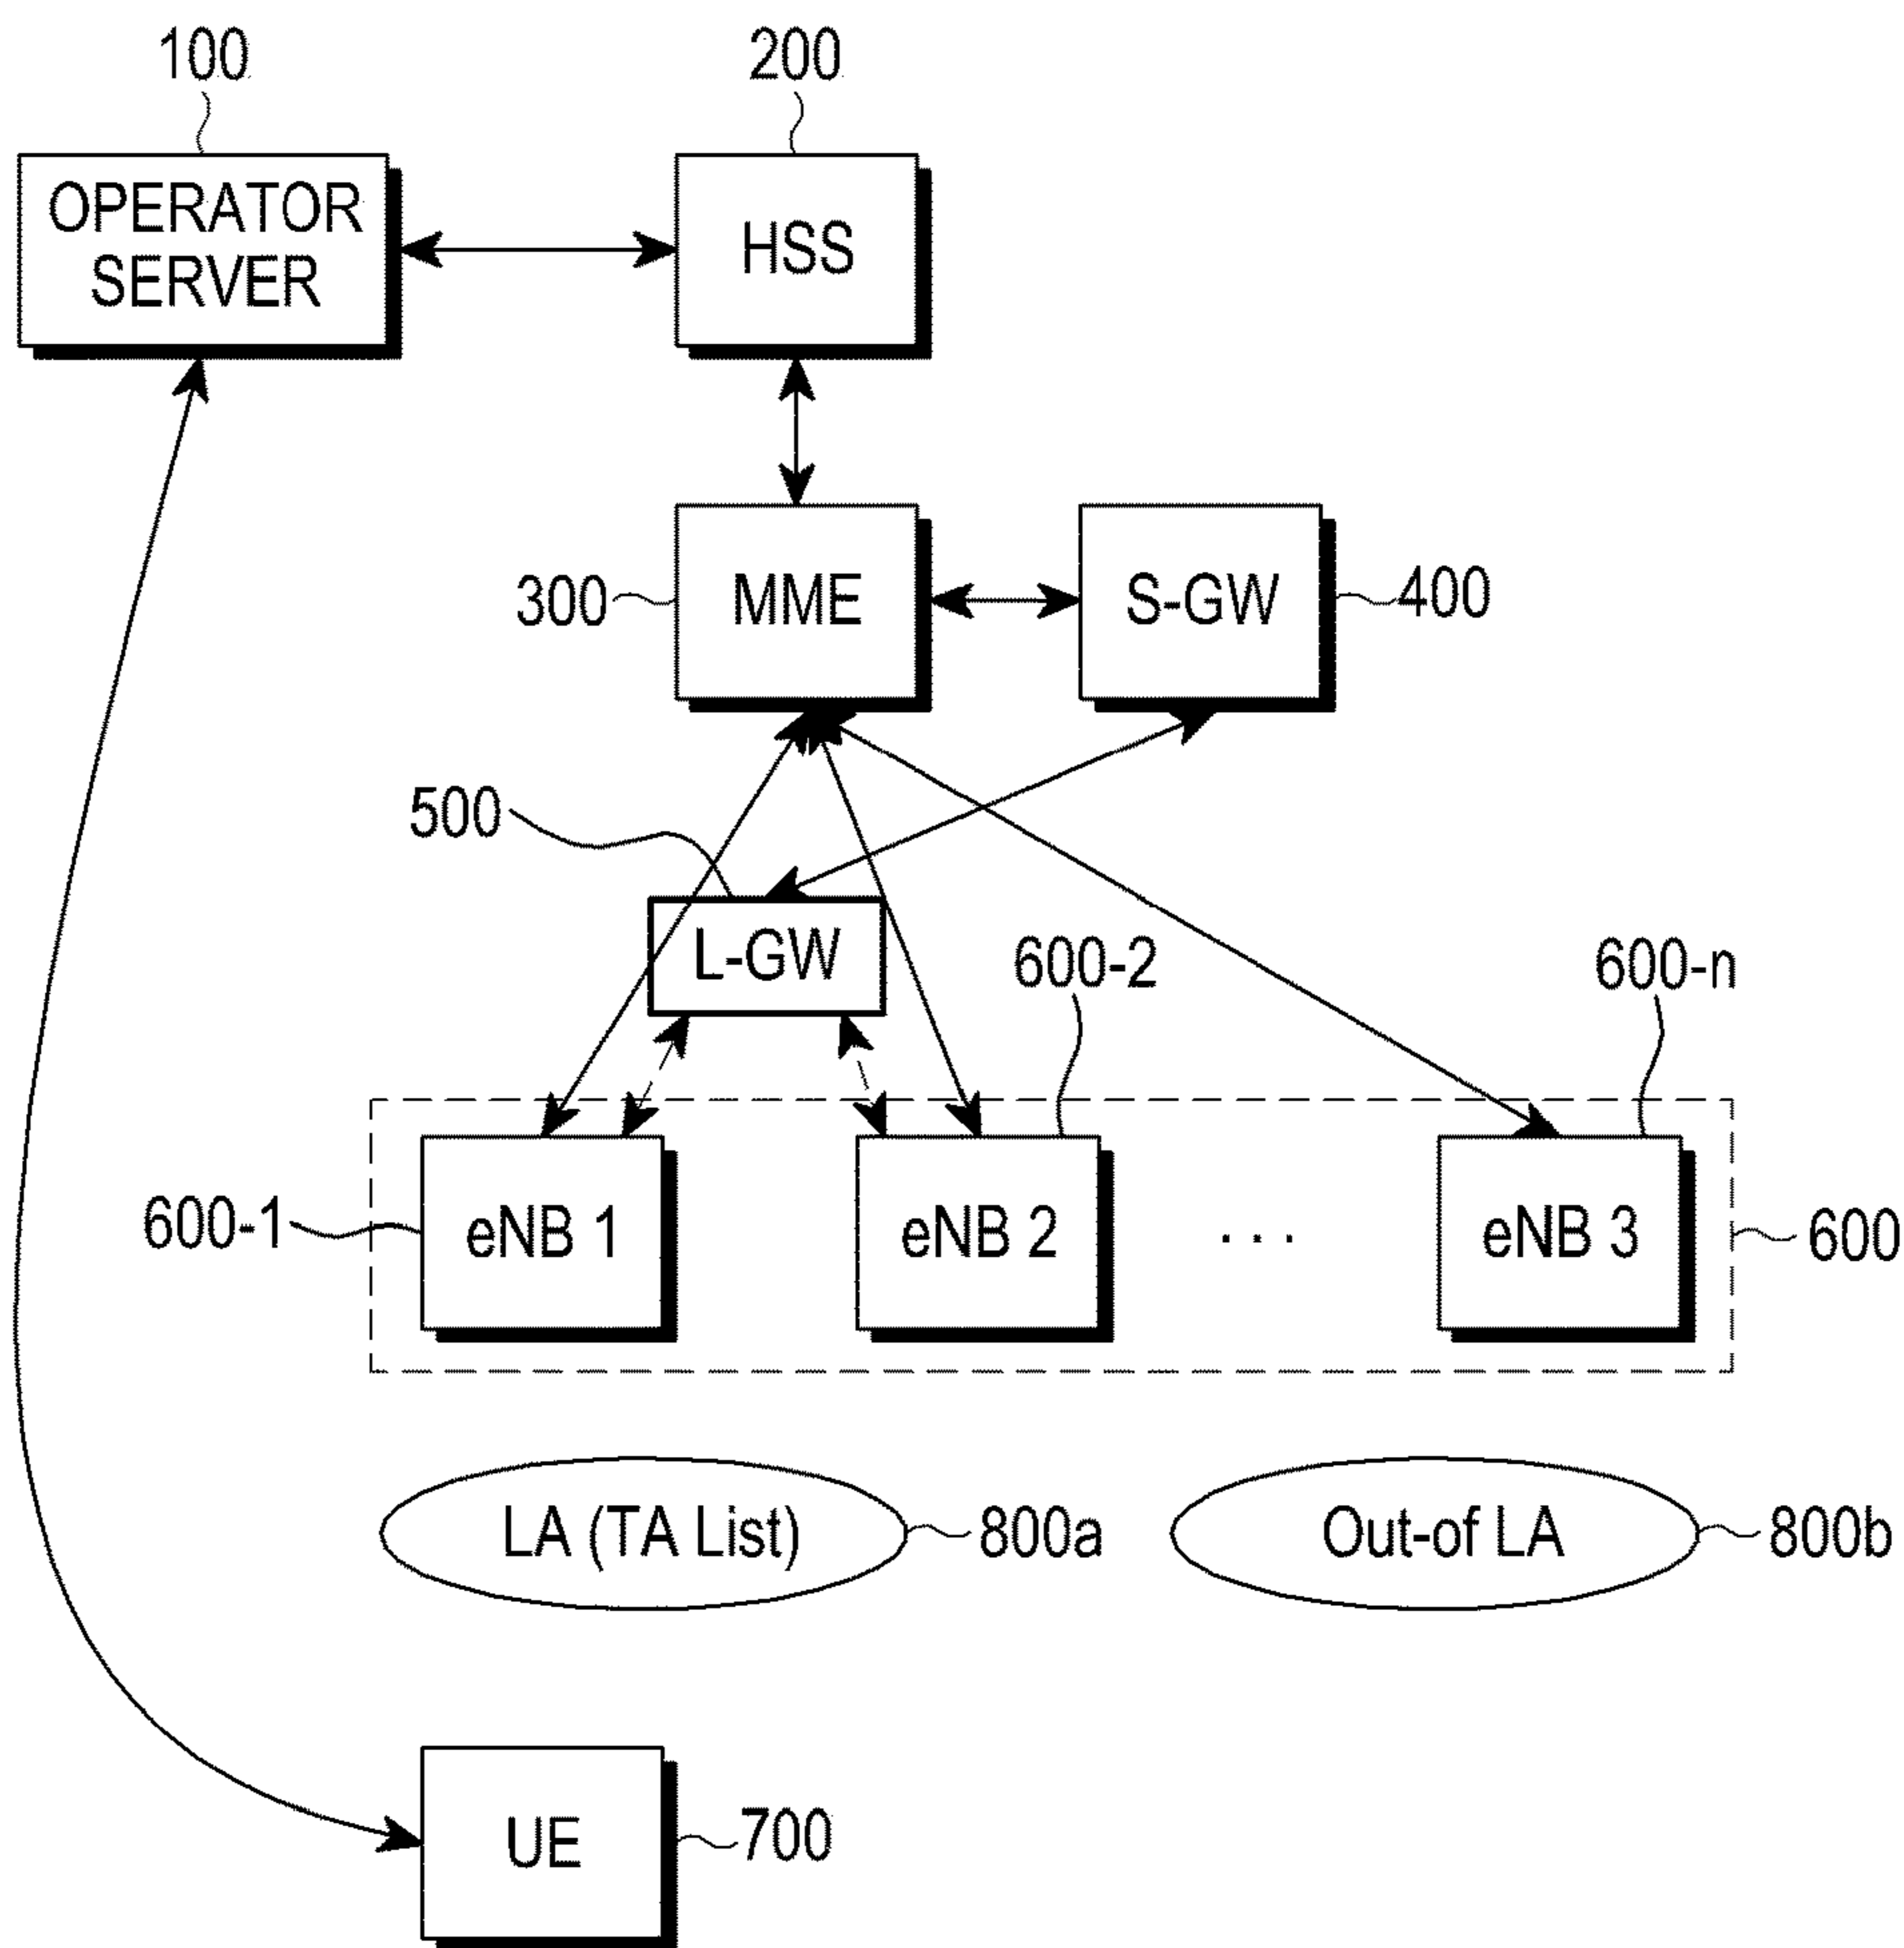 100
200
OPERATOR
SERVER
HSS
300
MME
S-GW
400
500
L-GW
600-2
600-n
600-1
eNB 1
eNB 2
. . .
eNB 3
600
LA (TA List)
800a
Out-of LA
800b
UE
700